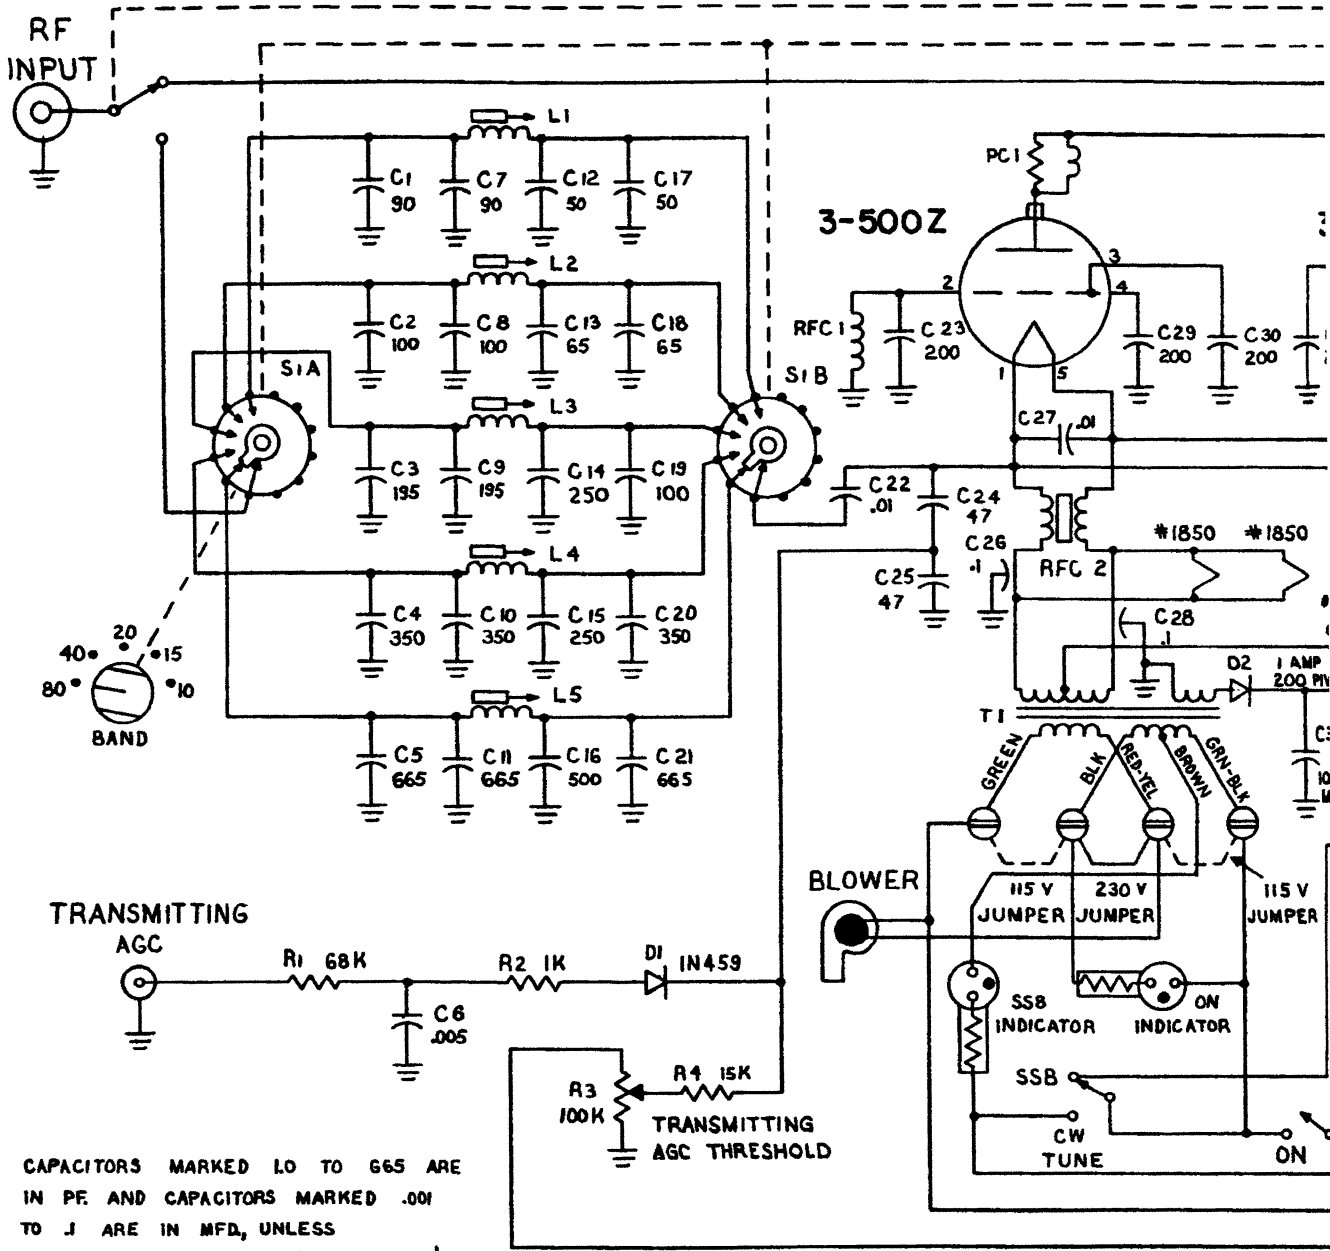 RF
INPUT
L1
C1
90
C7
90
C12
50
C17
50
PC1
3-500Z
L2
C2
100
C8
100
C13
65
C18
65
2
3
4
1
5
RFC1
C23
200
C29
200
C30
200
S1A
S1B
L3
C3
195
C9
195
C14
250
C19
100
C27
.01
C22
.01
C24
47
C26
.1
RFC 2
#1850
#1850
L4
C25
47
C4
350
C10
350
C15
250
C20
350
C28
.1
20
40
15
80
10
BAND
D2
1 AMP
200 PIV
L5
T1
C5
665
C11
665
C16
500
C21
665
GREEN
BLK
RED-YEL
BROWN
GRN-BLK
BLOWER
115 V
JUMPER
230 V
JUMPER
115 V
JUMPER
TRANSMITTING
AGC
R1 68K
R2 1K
D1
1N459
C6
.005
SSB
INDICATOR
ON
INDICATOR
R3
100K
R4 15K
TRANSMITTING
AGC THRESHOLD
SSB
CW
TUNE
ON
CAPACITORS MARKED 1.0 TO 665 ARE
IN PF. AND CAPACITORS MARKED .001
TO .1 ARE IN MFD., UNLESS